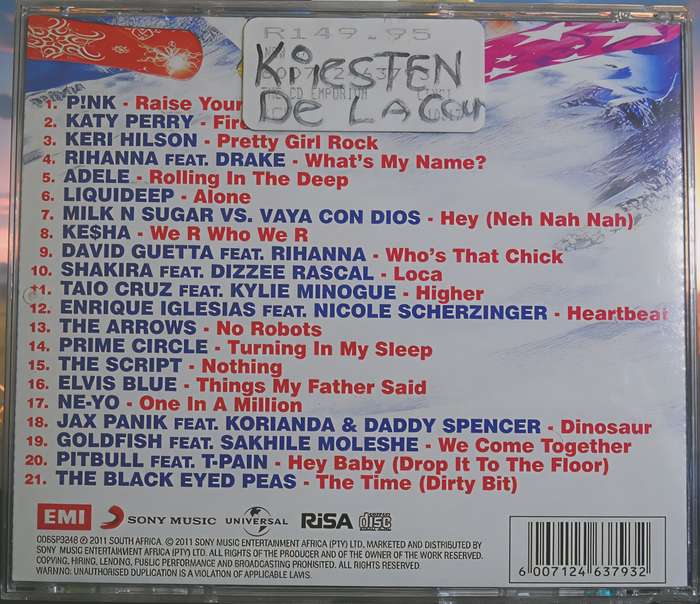 R149.95
KiRSTEN
De LACOUR
THE CD EMPORIUM
1. P!NK - Raise Your
2. KATY PERRY - Fire
3. KERI HILSON - Pretty Girl Rock
4. RIHANNA FEAT. DRAKE - What's My Name?
5. ADELE - Rolling In The Deep
6. LIQUIDEEP - Alone
7. MILK N SUGAR VS. VAYA CON DIOS - Hey (Neh Nah Nah)
8. KE$HA - We R Who We R
9. DAVID GUETTA FEAT. RIHANNA - Who's That Chick
10. SHAKIRA FEAT. DIZZEE RASCAL - Loca
11. TAIO CRUZ FEAT. KYLIE MINOGUE - Higher
12. ENRIQUE IGLESIAS FEAT. NICOLE SCHERZINGER - Heartbeat
13. THE ARROWS - No Robots
14. PRIME CIRCLE - Turning In My Sleep
15. THE SCRIPT - Nothing
16. ELVIS BLUE - Things My Father Said
17. NE-YO - One In A Million
18. JAX PANIK FEAT. KORIANDA & DADDY SPENCER - Dinosaur
19. GOLDFISH FEAT. SAKHILE MOLESHE - We Come Together
20. PITBULL FEAT. T-PAIN - Hey Baby (Drop It To The Floor)
21. THE BLACK EYED PEAS - The Time (Dirty Bit)
EMI SONY MUSIC UNIVERSAL RiSA COMPACT disc
CDBSP3248 ℗ 2011 SOUTH AFRICA. © 2011 SONY MUSIC ENTERTAINMENT AFRICA (PTY) LTD. MARKETED AND DISTRIBUTED BY
SONY MUSIC ENTERTAINMENT AFRICA (PTY) LTD. ALL RIGHTS OF THE PRODUCER AND OF THE OWNER OF THE WORK RESERVED.
COPYING, HIRING, LENDING, PUBLIC PERFORMANCE AND BROADCASTING PROHIBITED. ALL RIGHTS RESERVED.
WARNING: UNAUTHORISED DUPLICATION IS A VIOLATION OF APPLICABLE LAWS.
6 007124 637932